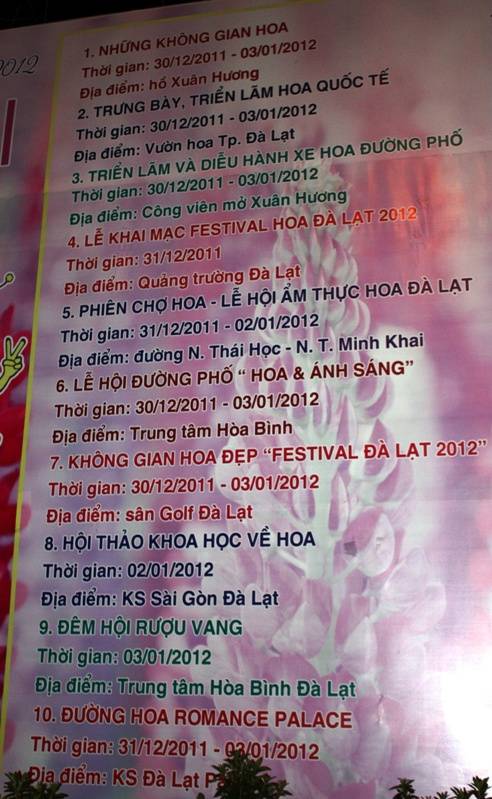 2012
1. NHỮNG KHÔNG GIAN HOA
Thời gian: 30/12/2011 - 03/01/2012
Địa điểm: hồ Xuân Hương
2. TRƯNG BÀY, TRIỂN LÃM HOA QUỐC TẾ
Thời gian: 30/12/2011 - 03/01/2012
Địa điểm: Vườn hoa Tp. Đà Lạt
3. TRIỂN LÃM VÀ DIỄU HÀNH XE HOA ĐƯỜNG PHỐ
Thời gian: 30/12/2011 - 03/01/2012
Địa điểm: Công viên mở Xuân Hương
4. LỄ KHAI MẠC FESTIVAL HOA ĐÀ LẠT 2012
Thời gian: 31/12/2011
Địa điểm: Quảng trường Đà Lạt
5. PHIÊN CHỢ HOA - LỄ HỘI ẨM THỰC HOA ĐÀ LẠT
Thời gian: 31/12/2011 - 02/01/2012
Địa điểm: đường N. Thái Học - N. T. Minh Khai
6. LỄ HỘI ĐƯỜNG PHỐ “ HOA & ÁNH SÁNG”
Thời gian: 30/12/2011 - 03/01/2012
Địa điểm: Trung tâm Hòa Bình
7. KHÔNG GIAN HOA ĐẸP “FESTIVAL ĐÀ LẠT 2012”
Thời gian: 30/12/2011 - 03/01/2012
Địa điểm: sân Golf Đà Lạt
8. HỘI THẢO KHOA HỌC VỀ HOA
Thời gian: 02/01/2012
Địa điểm: KS Sài Gòn Đà Lạt
9. ĐÊM HỘI RƯỢU VANG
Thời gian: 03/01/2012
Địa điểm: Trung tâm Hòa Bình Đà Lạt
10. ĐƯỜNG HOA ROMANCE PALACE
Thời gian: 31/12/2011 - 03/01/2012
Địa điểm: KS Đà Lạt